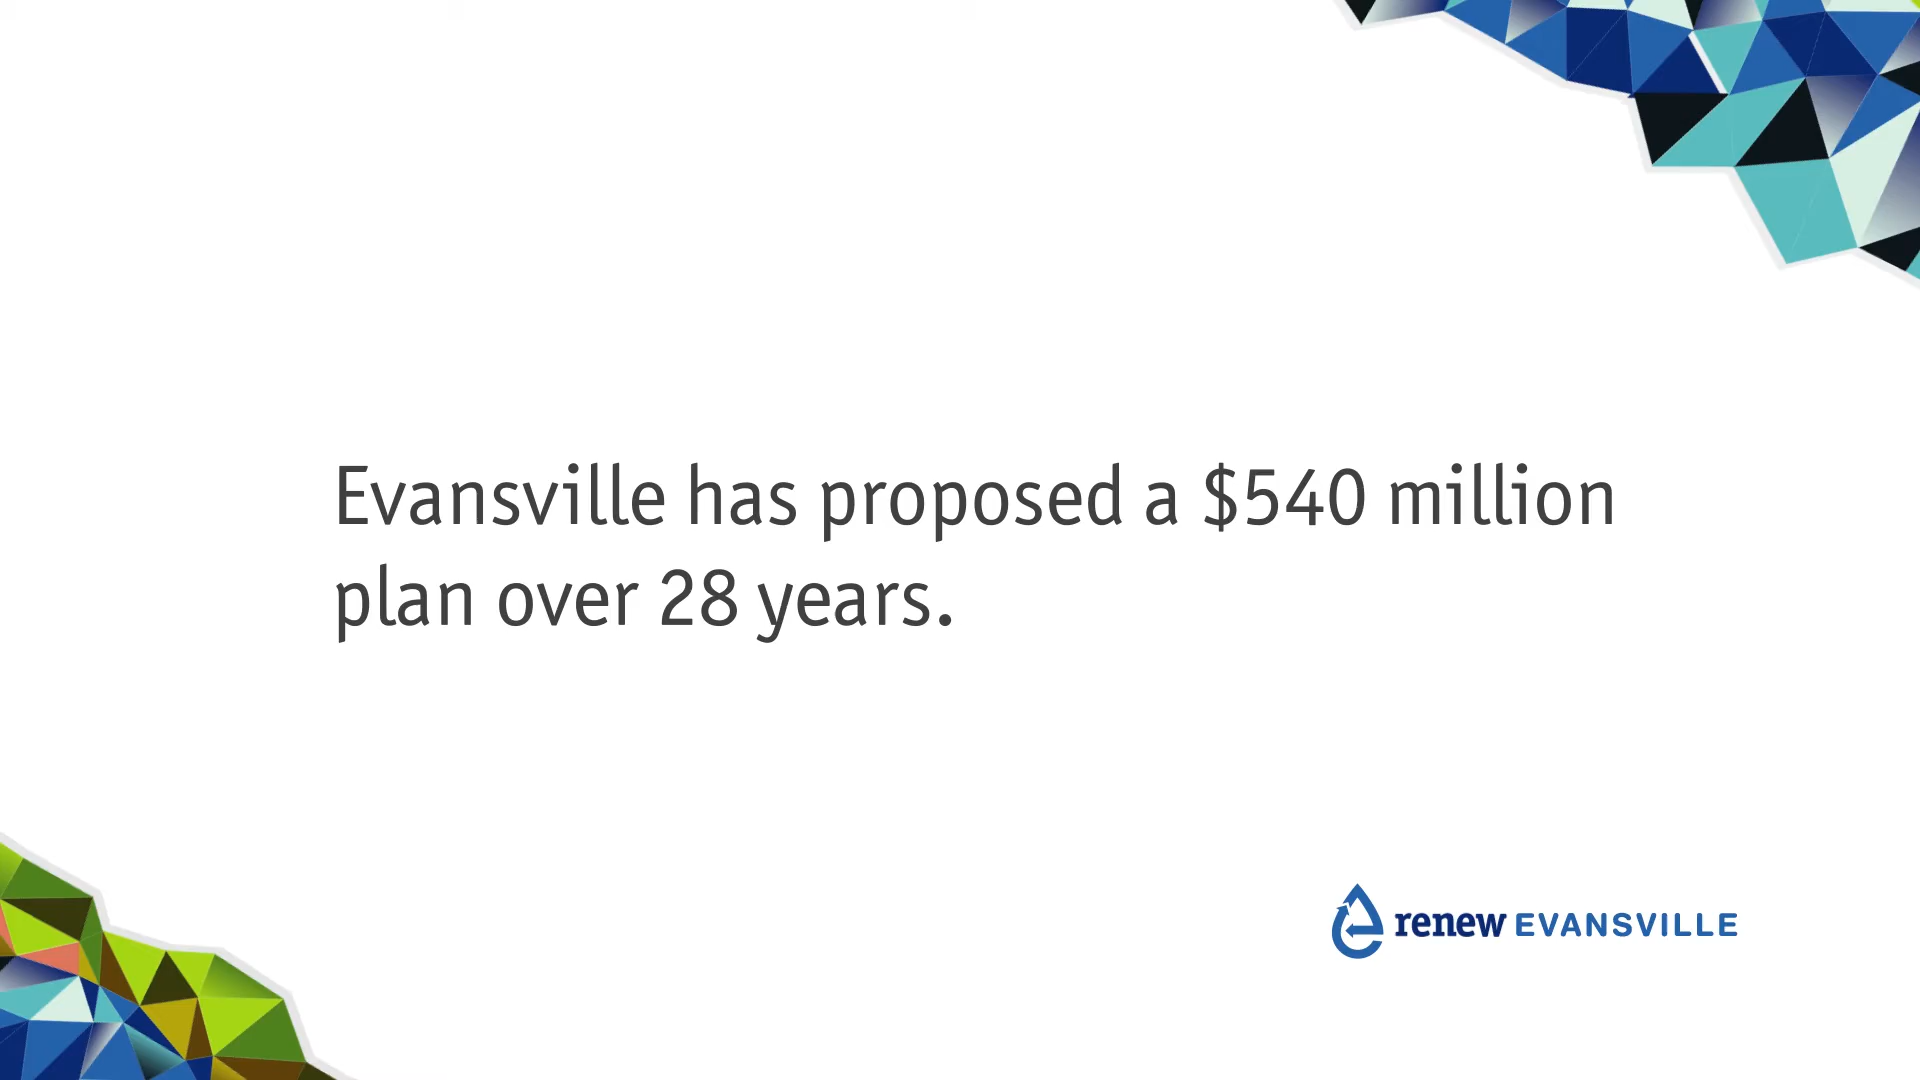 Evansville has proposed a $540 million
plan over 28 years.
renew EVANSVILLE